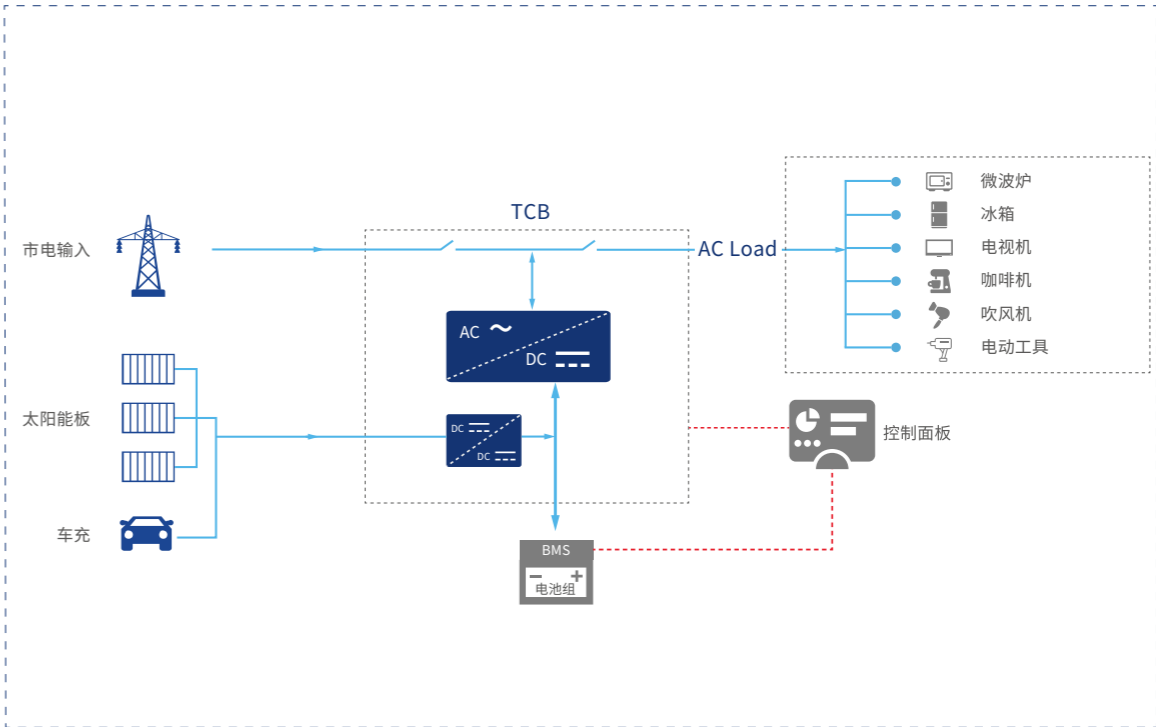 TCB
市电输入
AC Load
微波炉
冰箱
电视机
咖啡机
吹风机
电动工具
AC
DC
太阳能板
DC
DC
控制面板
车充
BMS
电池组